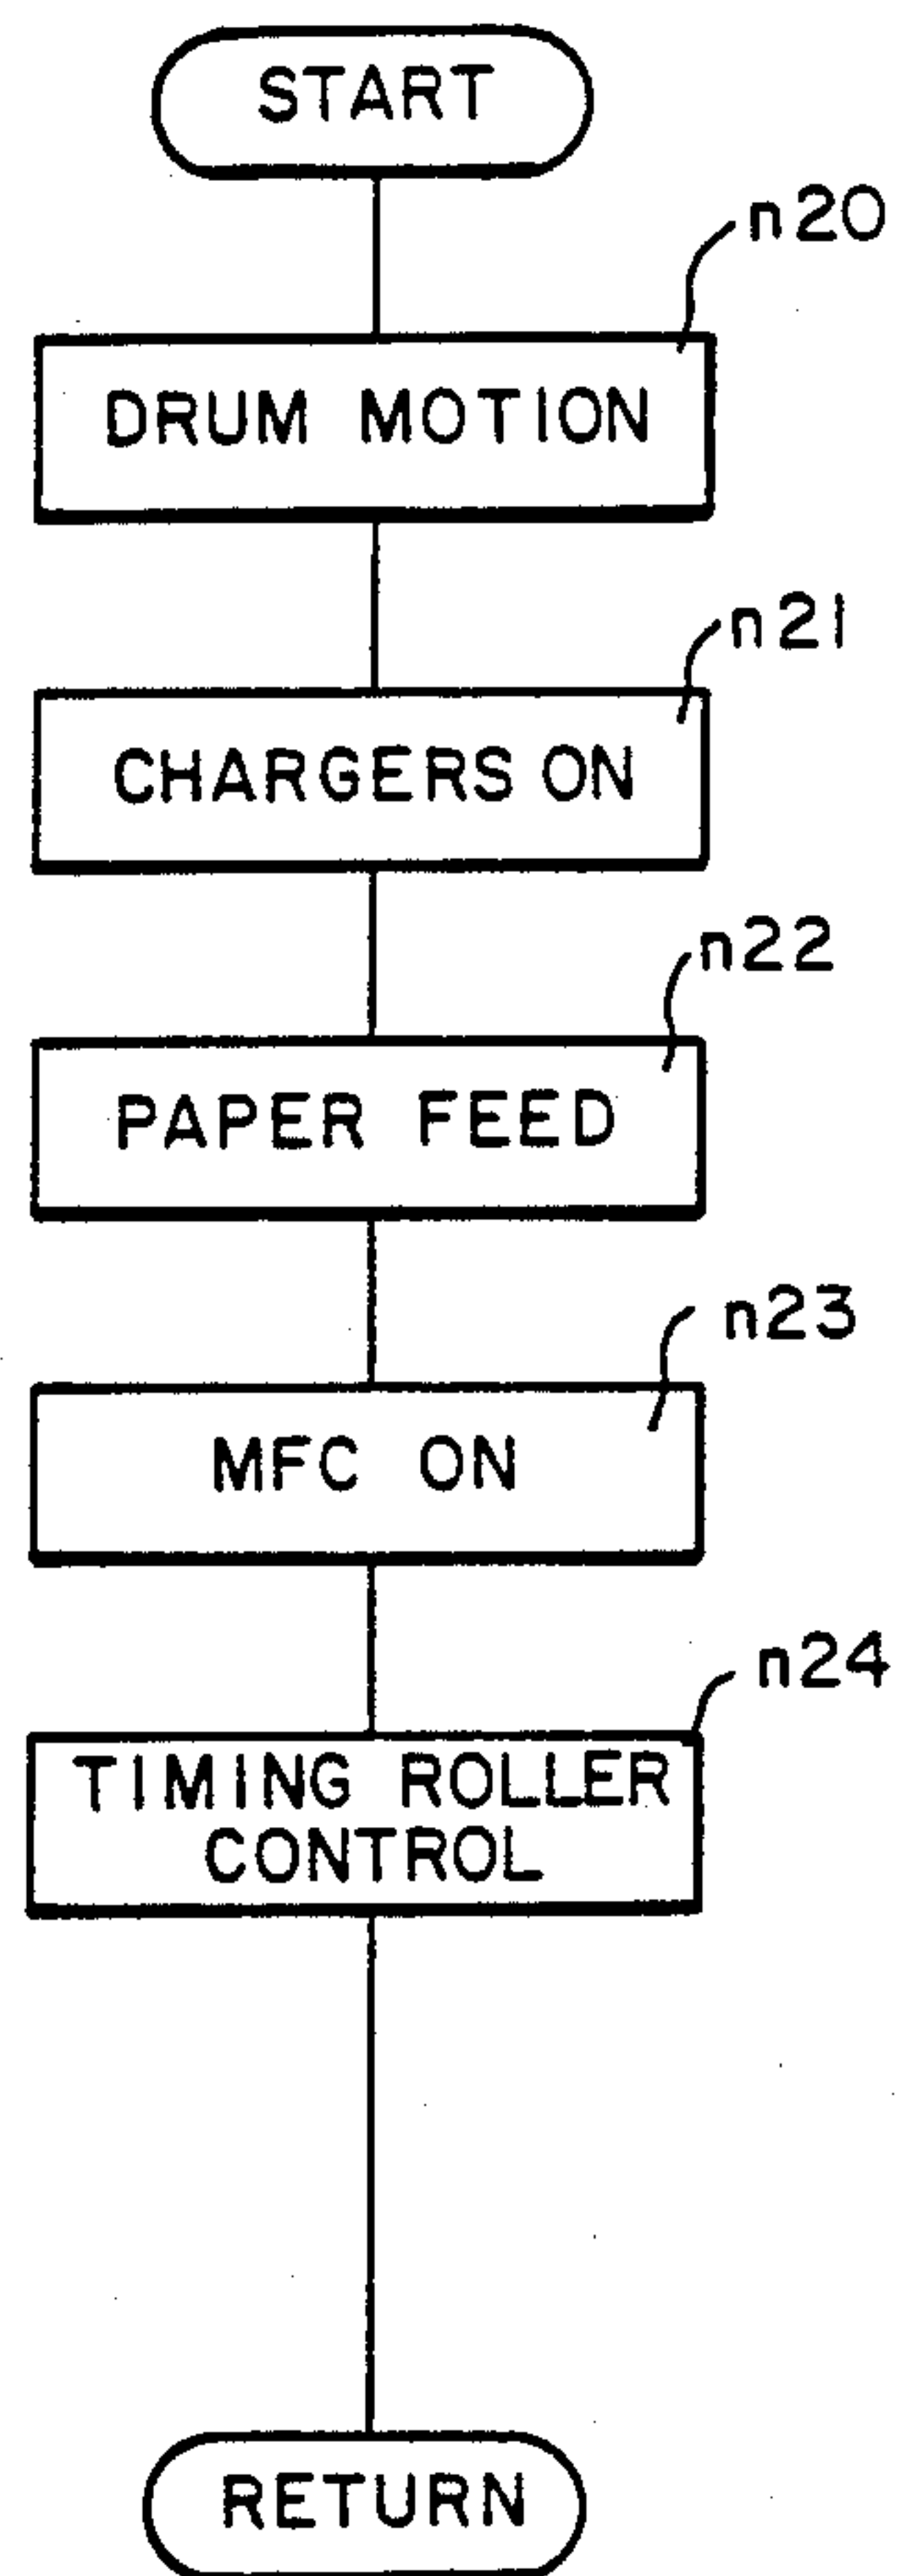 START
n20
DRUM MOTION
n21
CHARGERS ON
n22
PAPER FEED
n23
MFC ON
n24
TIMING ROLLER
CONTROL
RETURN